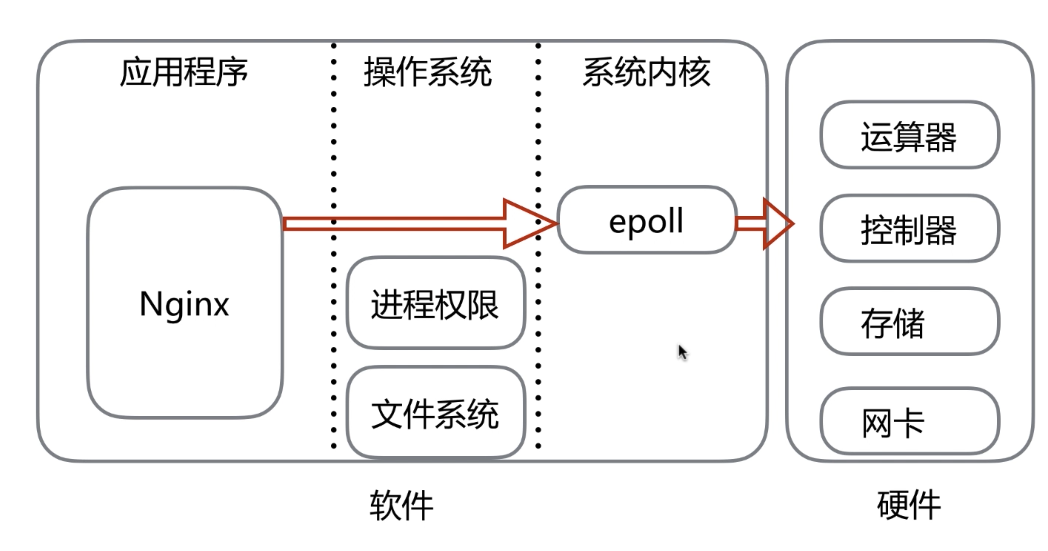 应用程序
操作系统
系统内核
Nginx
进程权限
文件系统
epoll
运算器
控制器
存储
网卡
软件
硬件